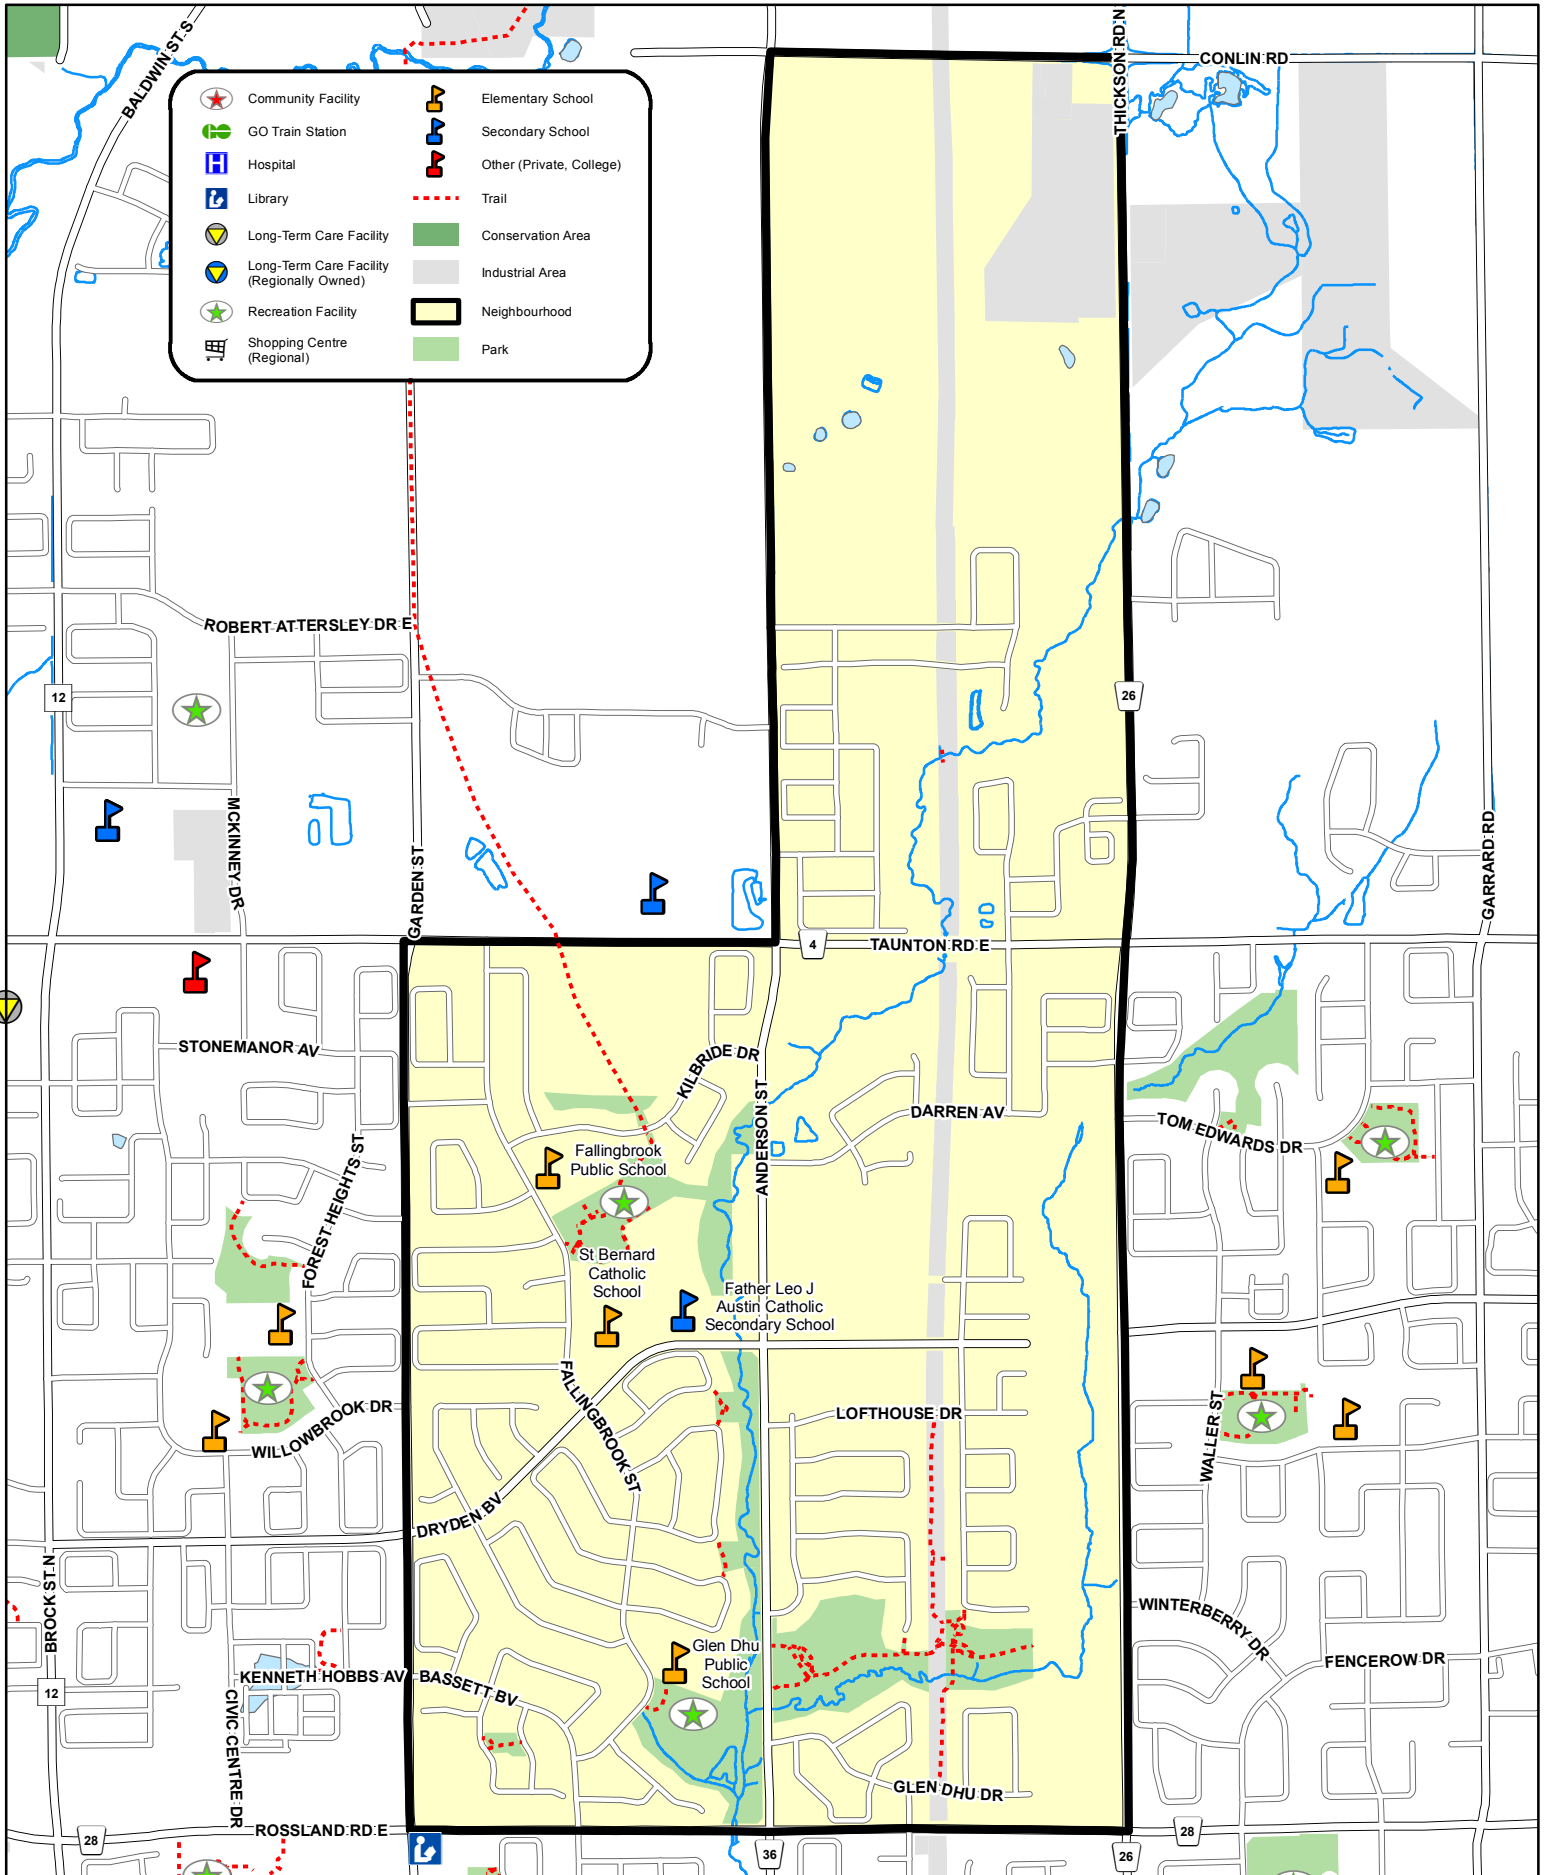 BALDWIN ST S
CONLIN RD
THICKSON RD N
Community Facility
GO Train Station
Hospital
Library
Long-Term Care Facility
Long-Term Care Facility
(Regionally Owned)
Recreation Facility
Shopping Centre
(Regional)
Elementary School
Secondary School
Other (Private, College)
Trail
Conservation Area
Industrial Area
Neighbourhood
Park
H
ROBERT ATTERSLEY DR E
12
26
MCKINNEY DR
GARDEN ST
GARRARD RD
4
TAUNTON RD E
STONEMANOR AV
KILBRIDE DR
ANDERSON ST
DARREN AV
TOM EDWARDS DR
FOREST HEIGHTS ST
Fallingbrook
Public School
St Bernard
Catholic
School
Father Leo J
Austin Catholic
Secondary School
FALLINGBROOK ST
LOFTHOUSE DR
WALLER ST
WILLOWBROOK DR
DRYDEN BV
BROCK ST N
WINTERBERRY DR
FENCEROW DR
Glen Dhu
Public
School
KENNETH HOBBS AV
BASSETT BV
12
CIVIC CENTRE DR
GLEN DHU DR
ROSSLAND RD E
28
28
36
26